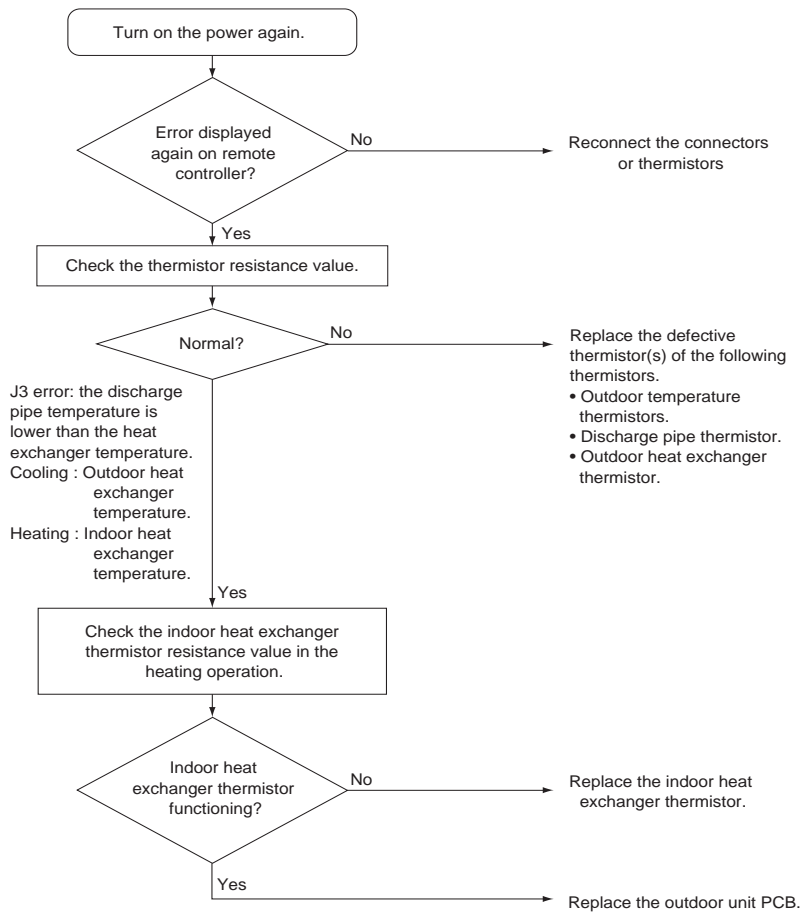 Turn on the power again.
Error displayed
again on remote
controller?
No
Reconnect the connectors
or thermistors
Yes
Check the thermistor resistance value.
Normal?
No
Replace the defective
thermistor(s) of the following
thermistors.
• Outdoor temperature
thermistors.
• Discharge pipe thermistor.
• Outdoor heat exchanger
thermistor.
J3 error: the discharge
pipe temperature is
lower than the heat
exchanger temperature.
Cooling : Outdoor heat
exchanger
temperature.
Heating : Indoor heat
exchanger
temperature.
Yes
Check the indoor heat exchanger
thermistor resistance value in the
heating operation.
Indoor heat
exchanger thermistor
functioning?
No
Replace the indoor heat
exchanger thermistor.
Yes
Replace the outdoor unit PCB.